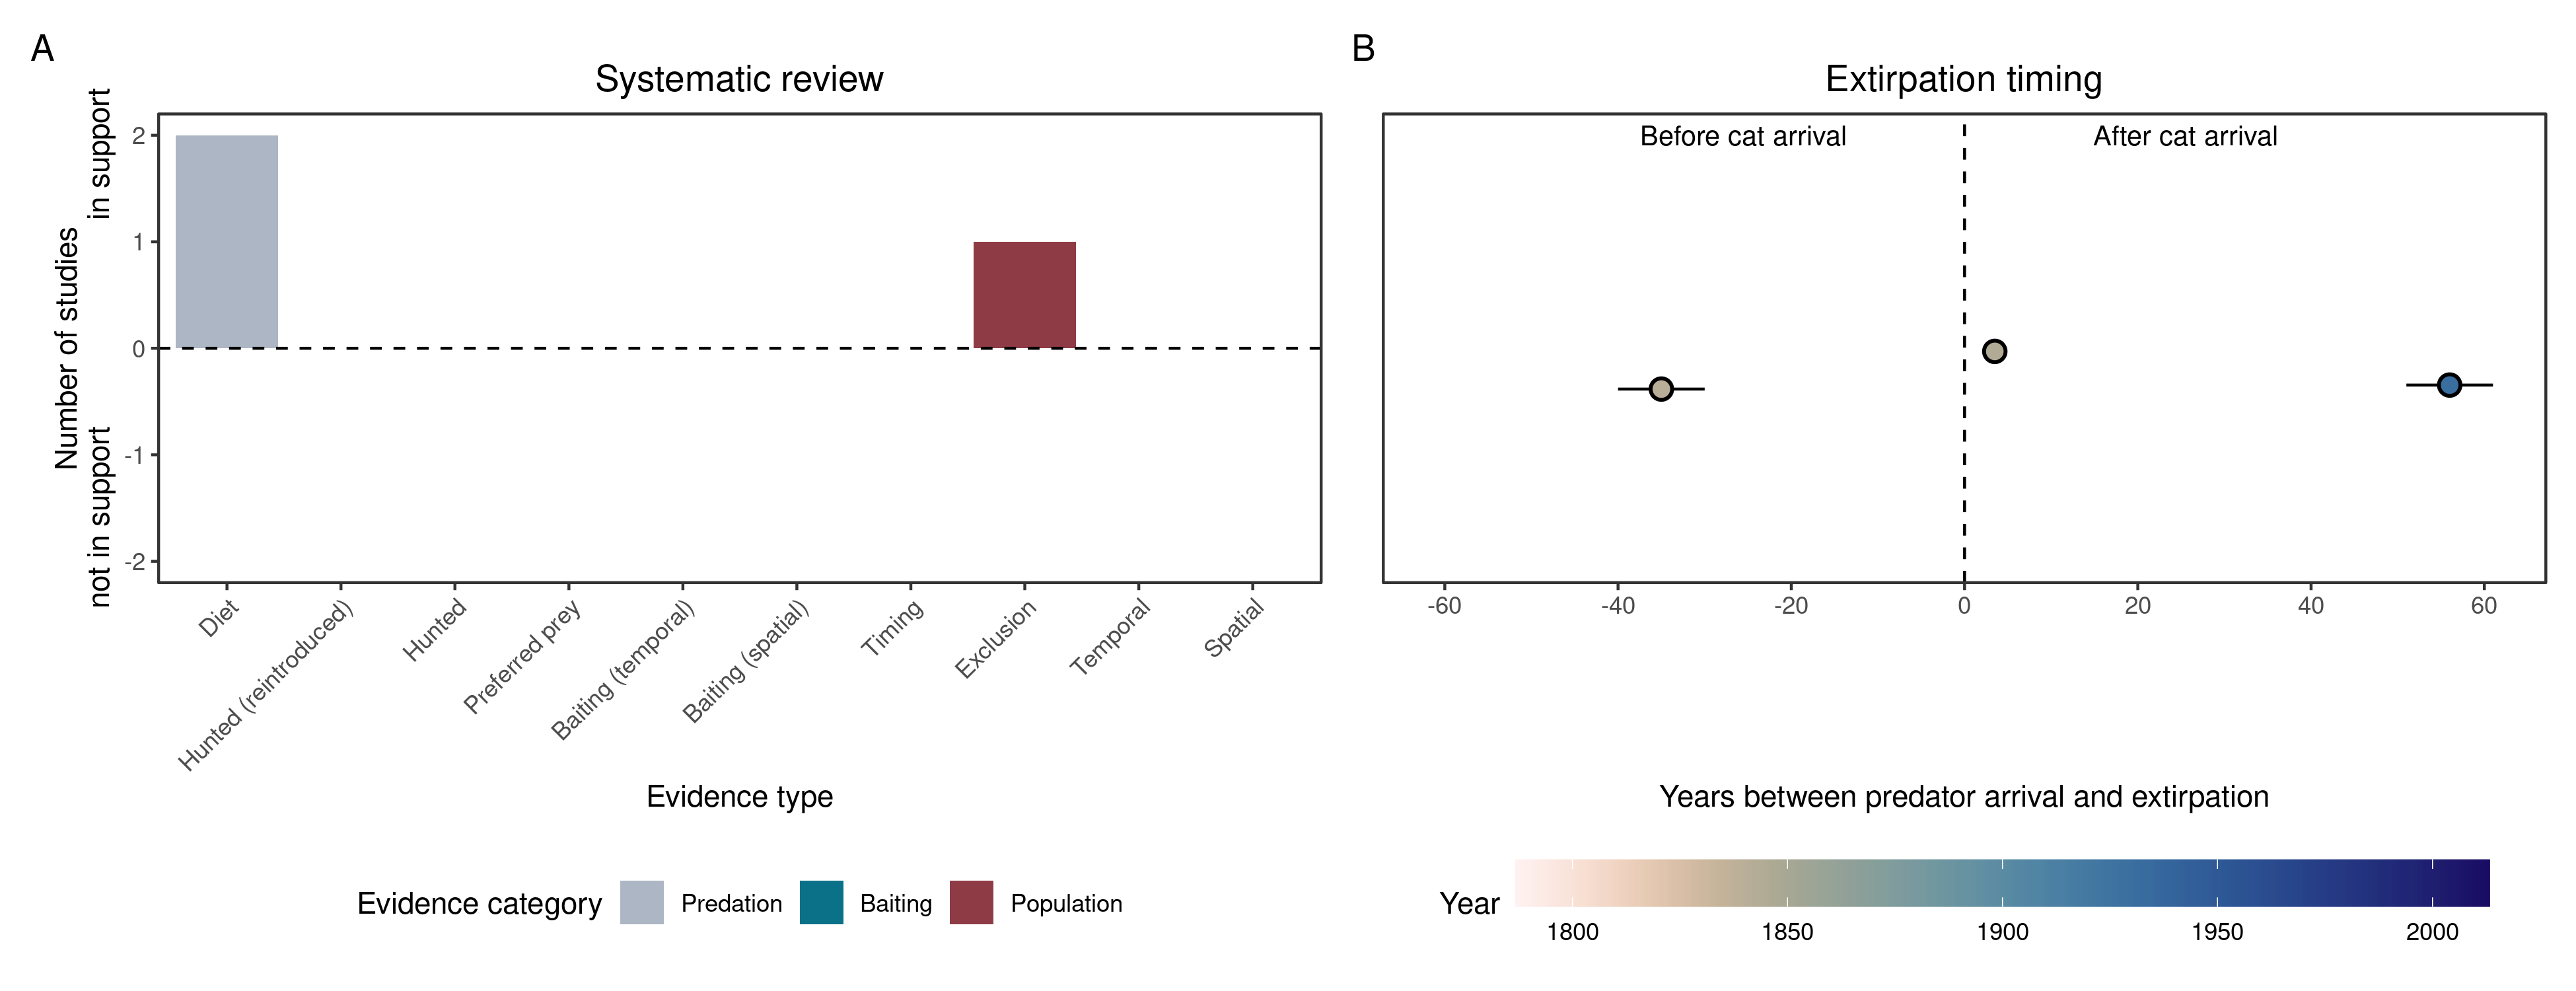 A
Systematic review
Number of studies
not in support
in support
2
1
0
-1
-2
Diet
Hunted (reintroduced)
Hunted
Preferred prey
Baiting (temporal)
Baiting (spatial)
Timing
Exclusion
Temporal
Spatial
Evidence type
Evidence category
Predation
Baiting
Population
B
Extirpation timing
Before cat arrival
After cat arrival
-60
-40
-20
0
20
40
60
Years between predator arrival and extirpation
Year
1800
1850
1900
1950
2000